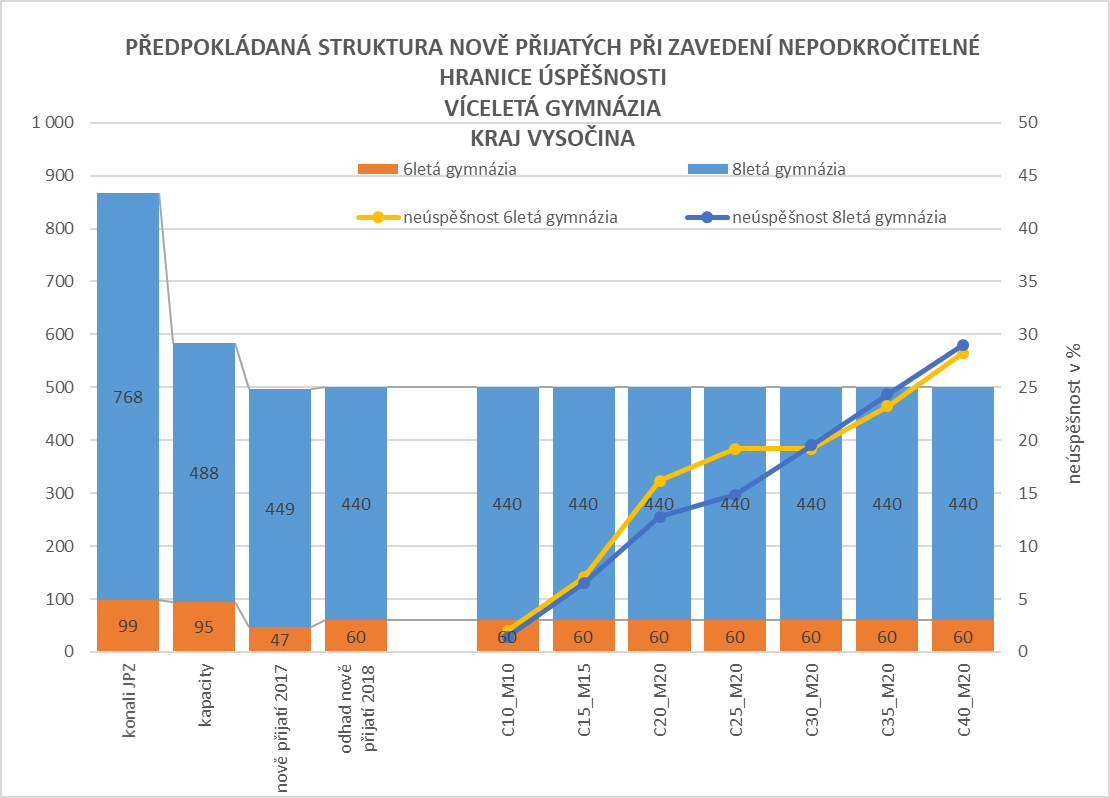 PŘEDPOKLÁDANÁ STRUKTURA NOVĚ PŘIJATÝCH PŘI ZAVEDENÍ NEPODKROČITELNÉ
HRANICE ÚSPĚŠNOSTI
VÍCELETÁ GYMNÁZIA
KRAJ VYSOČINA
6letá gymnázia
8letá gymnázia
neúspěšnost 6letá gymnázia
neúspěšnost 8letá gymnázia
1 000
900
800
700
600
500
400
300
200
100
0
50
45
40
35
30
25
20
15
10
5
0
neúspěšnost v %
768
488
449
440
440
440
440
440
440
440
440
99
95
47
60
60
60
60
60
60
60
60
konali JPZ
kapacity
nově přijatí 2017
odhad nově
přijatí 2018
C10_M10
C15_M15
C20_M20
C25_M20
C30_M20
C35_M20
C40_M20